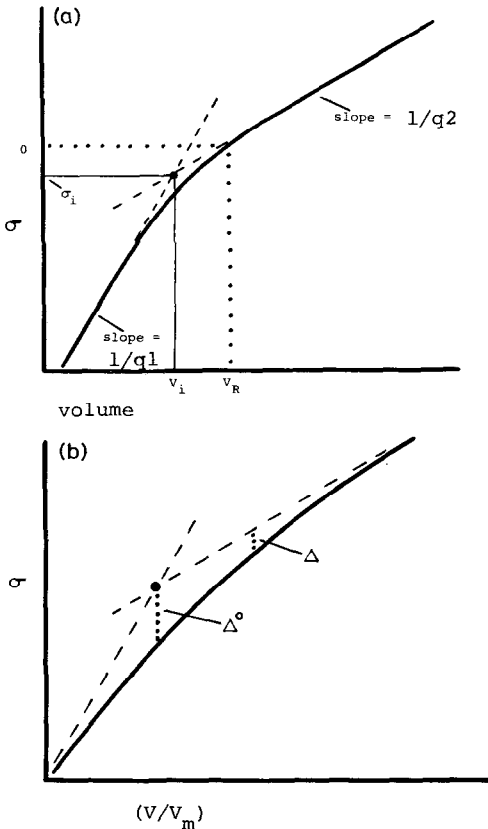 (a)
slope = 1/q2
0
σi
σ
slope =
1/q1
vi
vR
volume
(b)
σ
Δ
Δ°
(V/Vm)